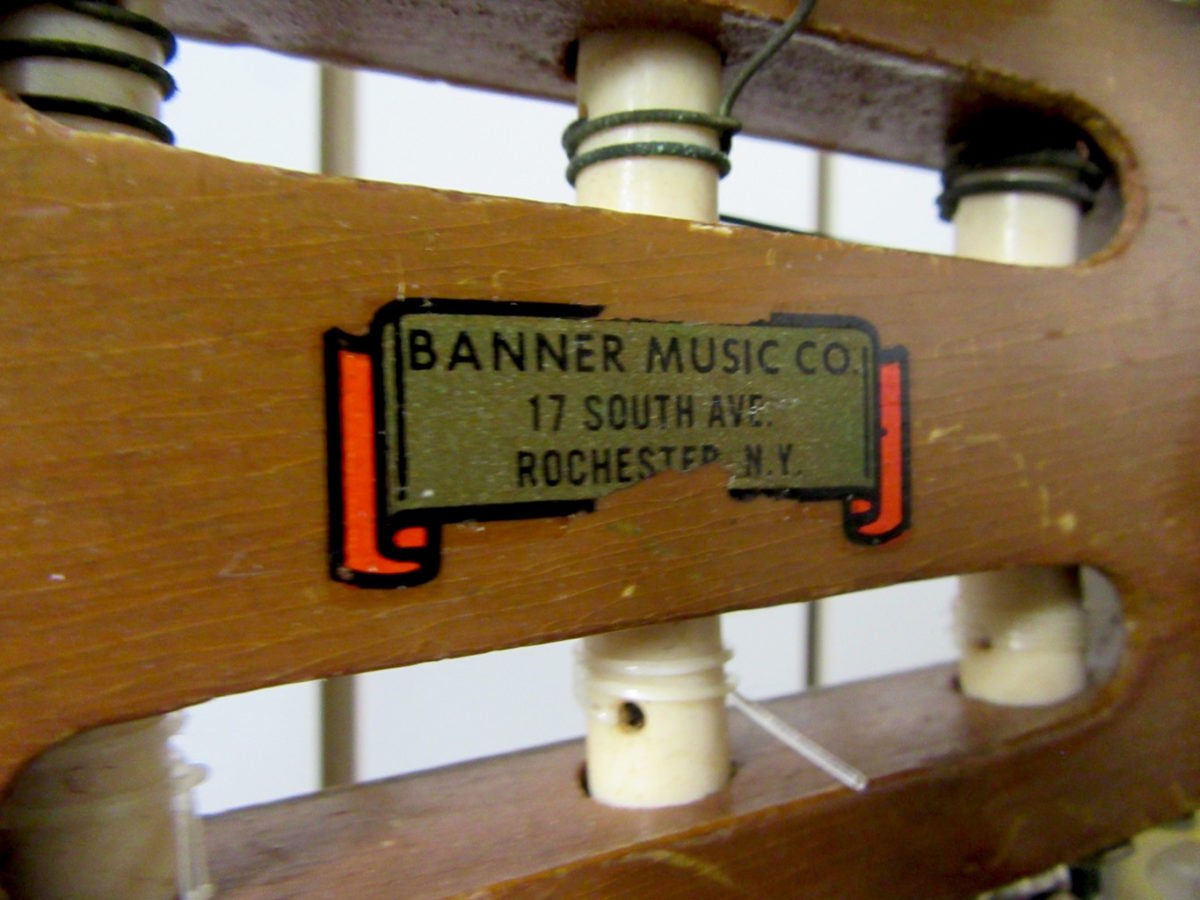 BANNER MUSIC CO.
17 SOUTH AVE.
ROCHESTER, N.Y.